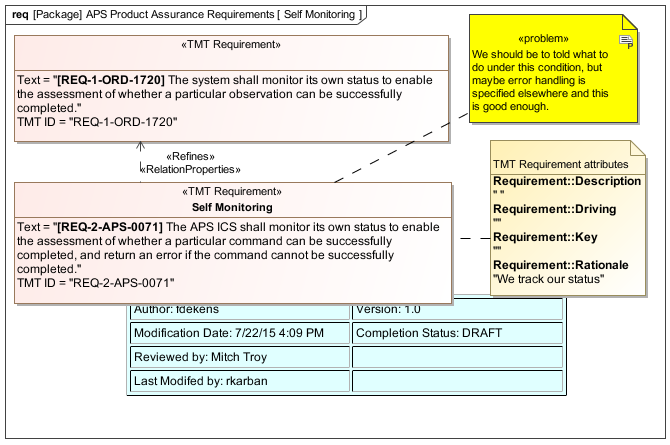 req [Package] APS Product Assurance Requirements [ Self Monitoring ]
«TMT Requirement»
Text = "[REQ-1-ORD-1720] The system shall monitor its own status to enable
the assessment of whether a particular observation can be successfully
completed."
TMT ID = "REQ-1-ORD-1720"
«problem»
We should be to told what to
do under this condition, but
maybe error handling is
specified elsewhere and this
is good enough.
«Refines»
«RelationProperties»
«TMT Requirement»
Self Monitoring
Text = "[REQ-2-APS-0071] The APS ICS shall monitor its own status to enable
the assessment of whether a particular command can be successfully
completed, and return an error if the command cannot be successfully
completed."
TMT ID = "REQ-2-APS-0071"
TMT Requirement attributes
Requirement::Description
" "
Requirement::Driving
""
Requirement::Key
""
Requirement::Rationale
"We track our status"
Author: fdekens
Version: 1.0
Modification Date: 7/22/15 4:09 PM
Completion Status: DRAFT
Reviewed by: Mitch Troy
Last Modifed by: rkarban